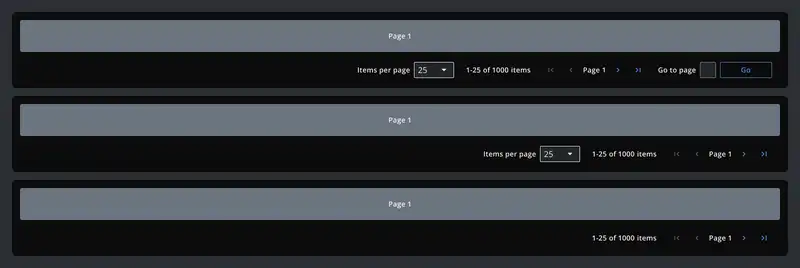 Page 1
Items per page 25 1-25 of 1000 items Page 1 Go to page Go
Page 1
Items per page 25 1-25 of 1000 items Page 1
Page 1
1-25 of 1000 items Page 1